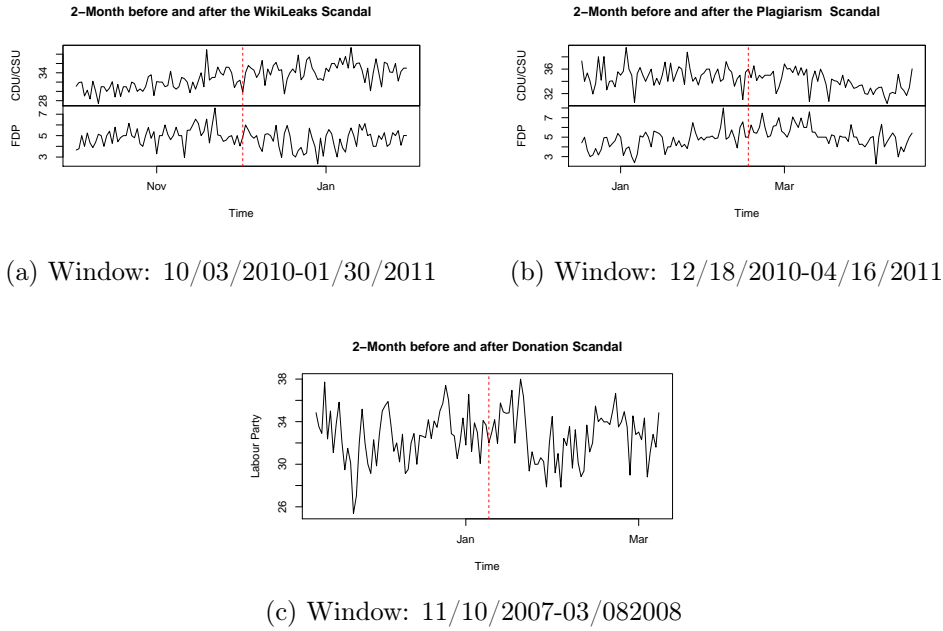 2−Month before and after the WikiLeaks Scandal
CDU/CSU
28 34
FDP
3 5 7
Nov Jan
Time
(a) Window: 10/03/2010-01/30/2011
2−Month before and after the Plagiarism Scandal
CDU/CSU
32 36
FDP
3 5 7
Jan Mar
Time
(b) Window: 12/18/2010-04/16/2011
2−Month before and after Donation Scandal
Labour Party
26 30 34 38
Jan Mar
Time
(c) Window: 11/10/2007-03/082008